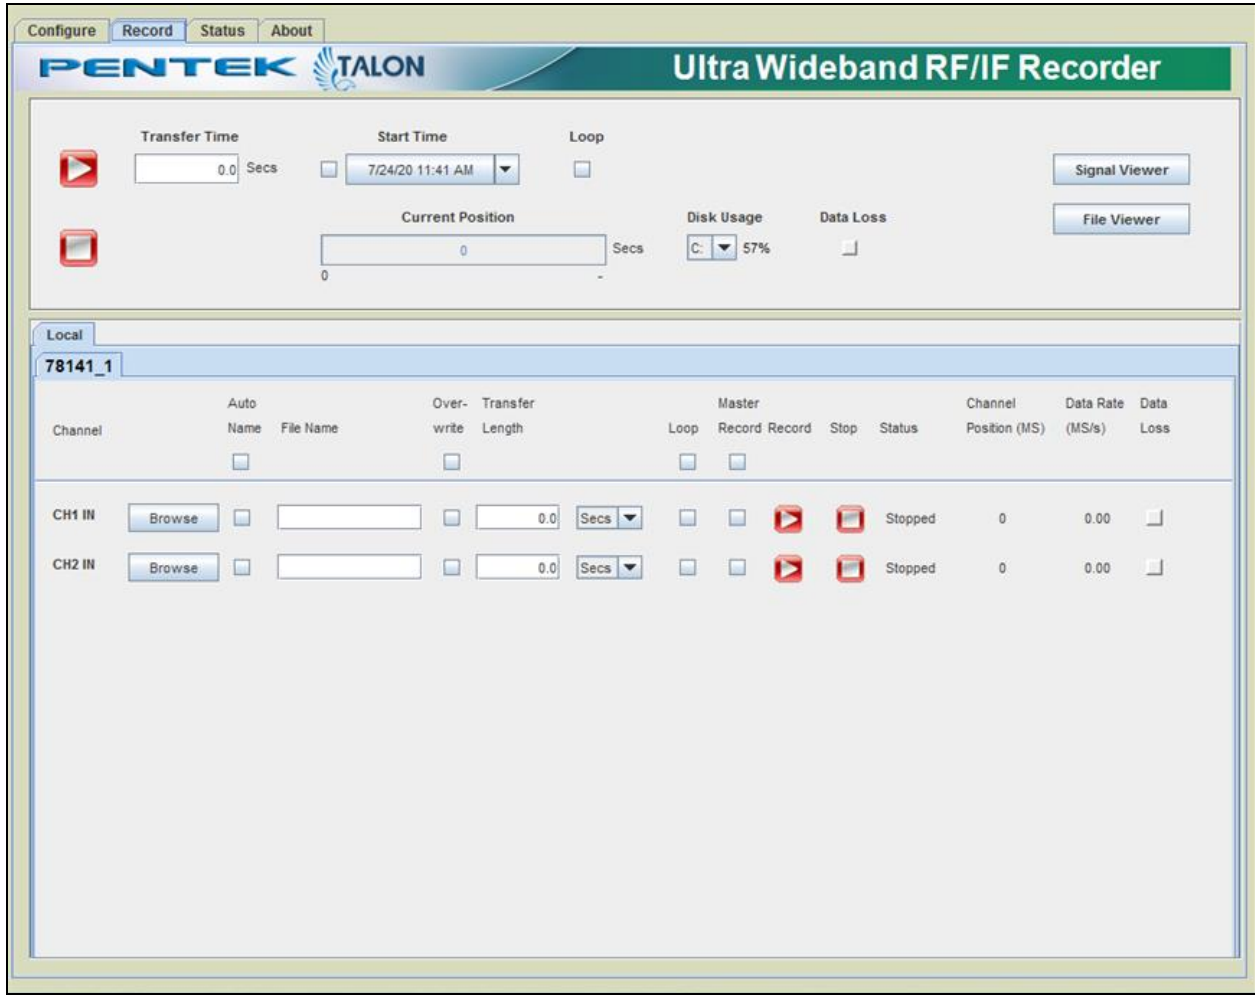 Configure Record Status About
PENTEK TALON Ultra Wideband RF/IF Recorder
Transfer Time Start Time Loop
0.0 Secs 7/24/20 11:41 AM Signal Viewer
Current Position Disk Usage Data Loss File Viewer
0 Secs C: 57%
0 -
Local
78141_1
Auto Over- Transfer Master Channel Data Rate Data
Channel Name File Name write Length Loop Record Record Stop Status Position (MS) (MS/s) Loss
CH1 IN Browse 0.0 Secs Stopped 0 0.00
CH2 IN Browse 0.0 Secs Stopped 0 0.00